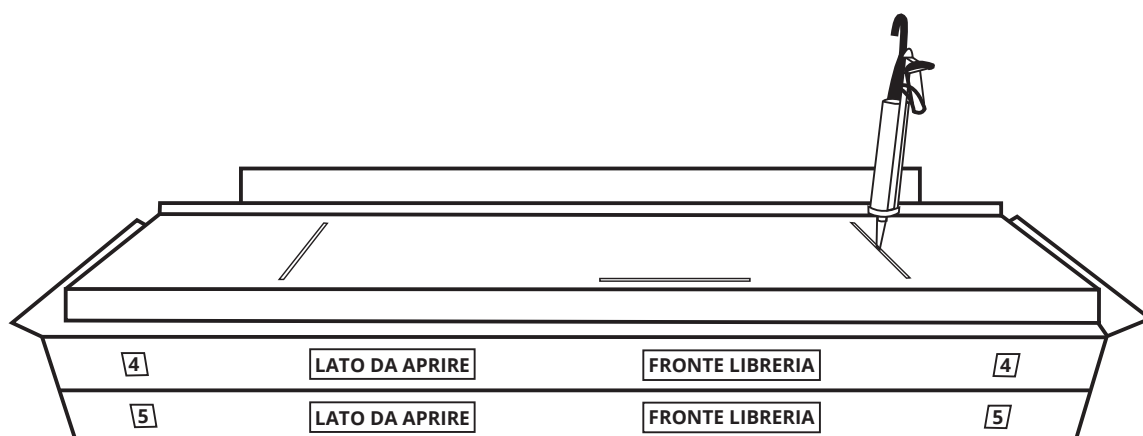 4 LATO DA APRIRE FRONTE LIBRERIA 4
5 LATO DA APRIRE FRONTE LIBRERIA 5